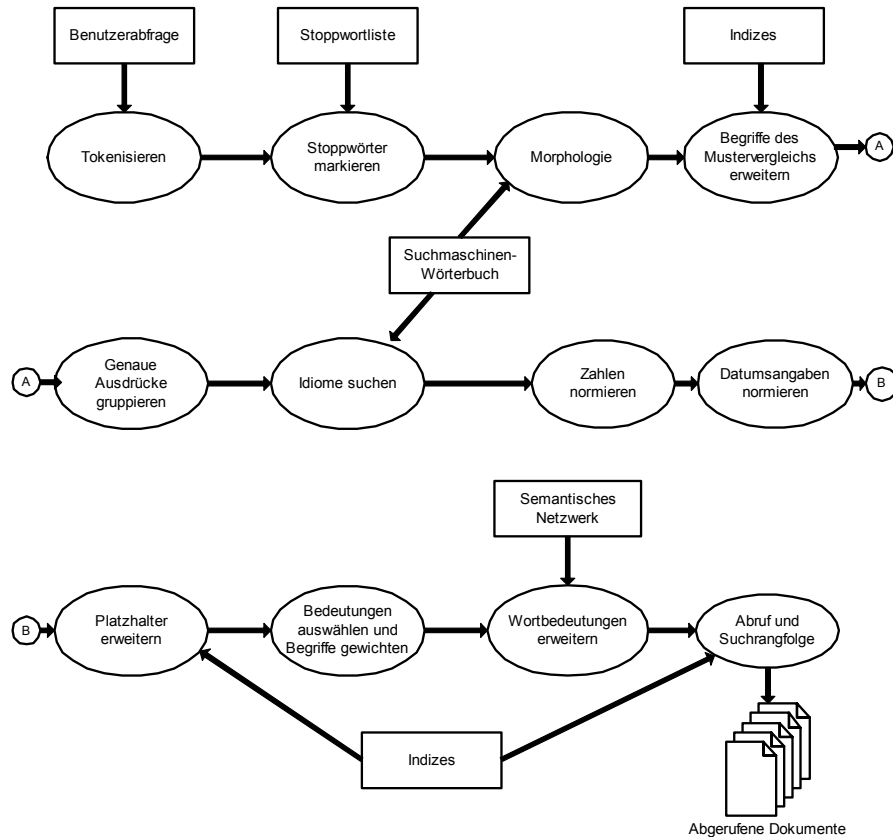 Benutzerabfrage
Stoppwortliste
Indizes
Tokenisieren
Stoppwörter
markieren
Morphologie
Begriffe des
Mustervergleichs
erweitern
A
Suchmaschinen-
Wörterbuch
A
Genaue
Ausdrücke
gruppieren
Idiome suchen
Zahlen
normieren
Datumsangaben
normieren
B
Semantisches
Netzwerk
B
Platzhalter
erweitern
Bedeutungen
auswählen und
Begriffe gewichten
Wortbedeutungen
erweitern
Abruf und
Suchrangfolge
Indizes
Abgerufene Dokumente